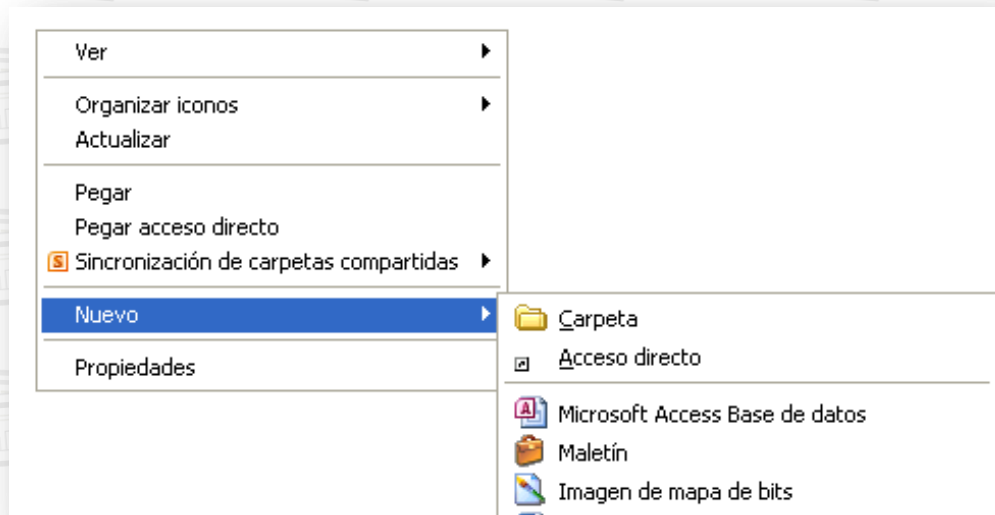 Ver
Organizar iconos
Actualizar
Pegar
Pegar acceso directo
Sincronización de carpetas compartidas
Nuevo
Propiedades
Carpeta
Acceso directo
Microsoft Access Base de datos
Maletín
Imagen de mapa de bits